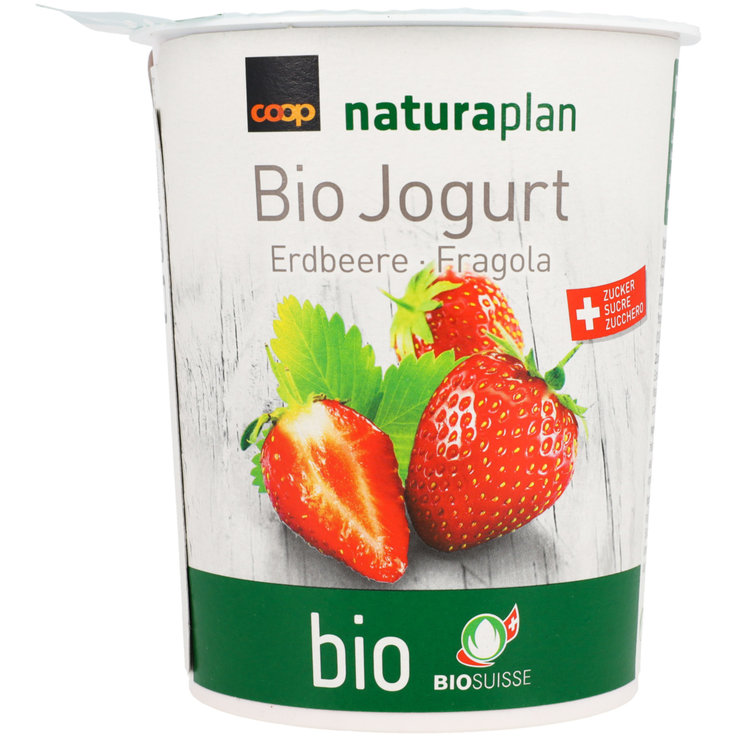 coop naturaplan
Bio Jogurt
Erdbeere · Fragola
ZUCKER
SUCRE
ZUCCHERO
bio
BIOSUISSE